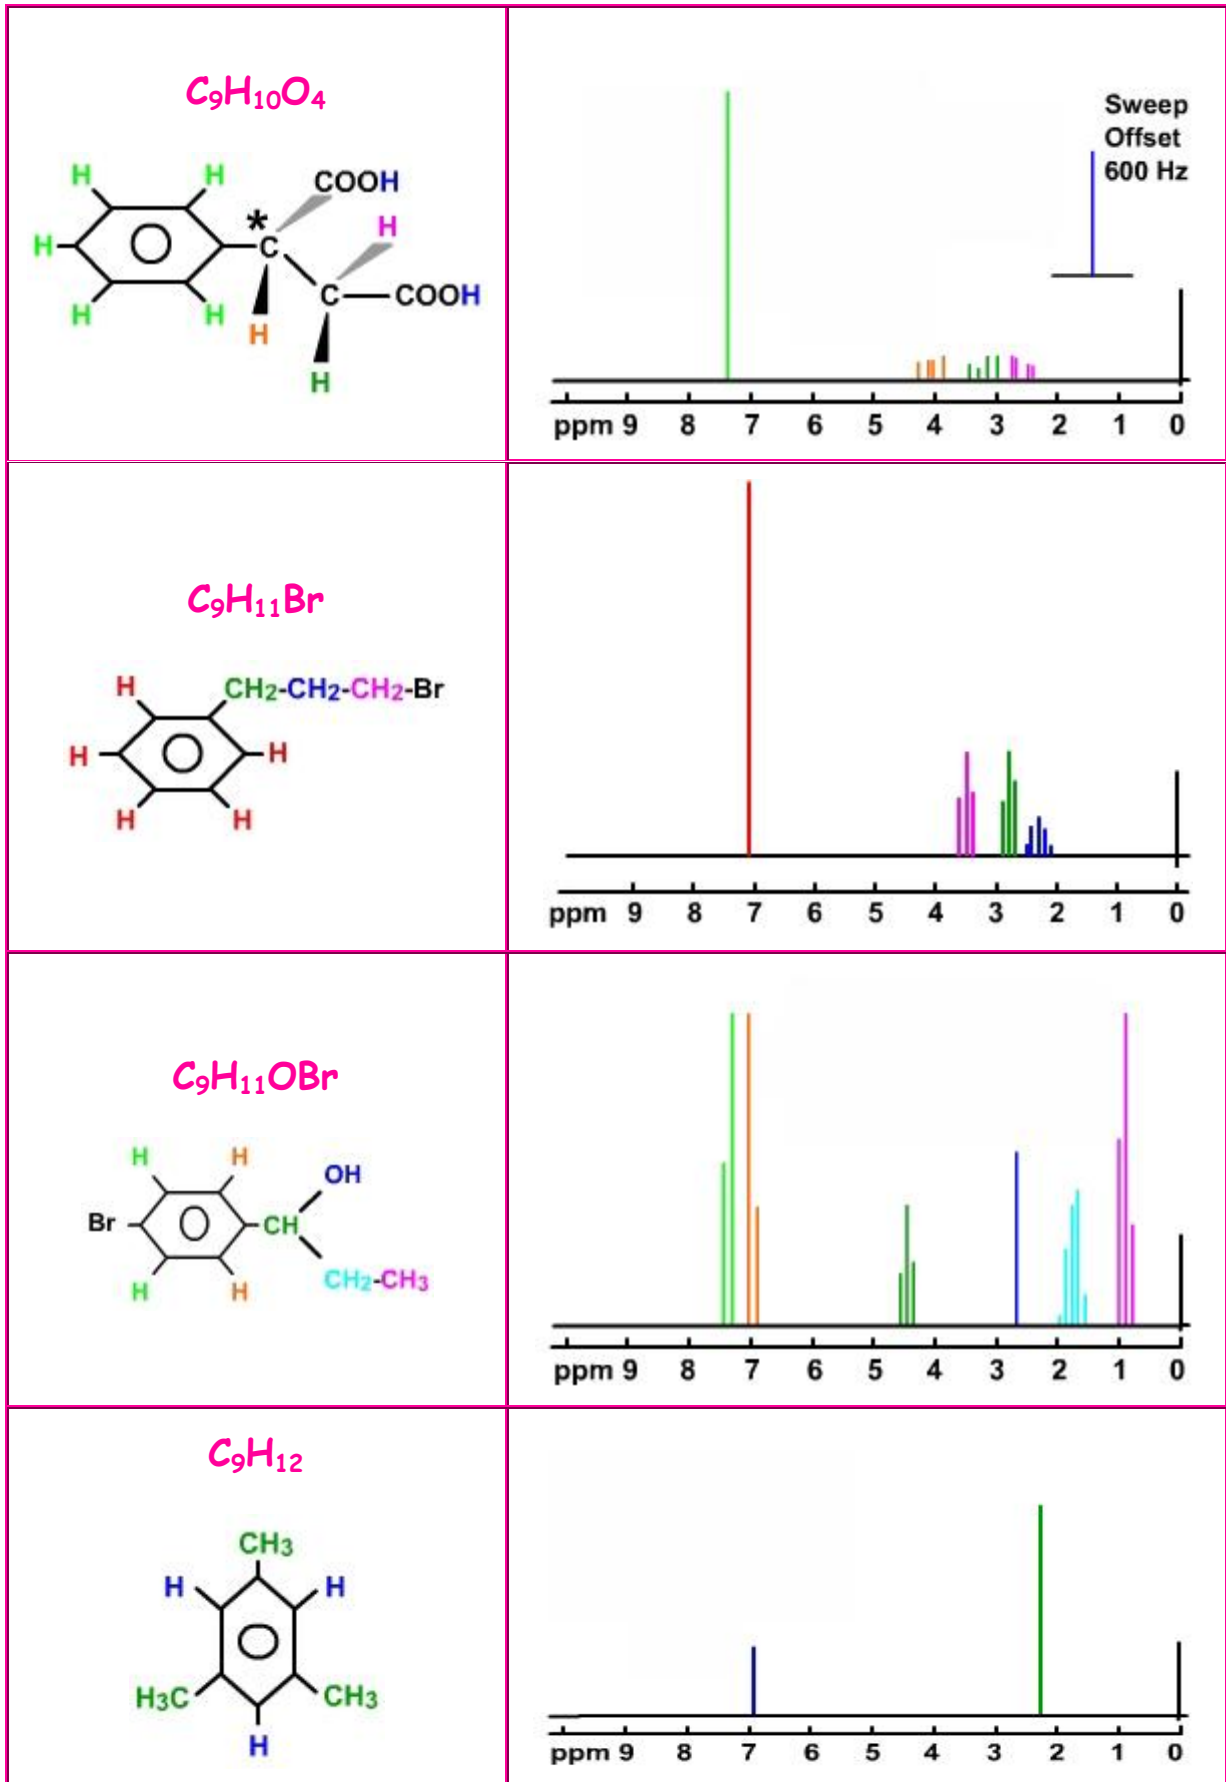 C₉H₁₀O₄
H H COOH
* H
H C
C COOH
H H H
H
Sweep
Offset
600 Hz
ppm 9 8 7 6 5 4 3 2 1 0
C₉H₁₁Br
H CH₂-CH₂-CH₂-Br
H H
H H
ppm 9 8 7 6 5 4 3 2 1 0
C₉H₁₁OBr
H H OH
Br CH
H H CH₂-CH₃
ppm 9 8 7 6 5 4 3 2 1 0
C₉H₁₂
CH₃
H H
H₃C CH₃
H
ppm 9 8 7 6 5 4 3 2 1 0